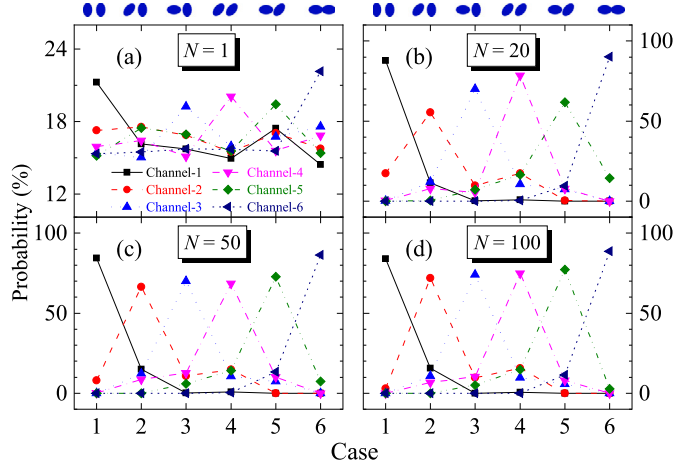 24
18
12
(a)
N = 1
Channel-1
Channel-2
Channel-3
Channel-4
Channel-5
Channel-6
(b)
N = 20
100
50
0
Probability (%)
100
50
0
(c)
N = 50
1 2 3 4 5 6
(d)
N = 100
100
50
0
1 2 3 4 5 6
Case